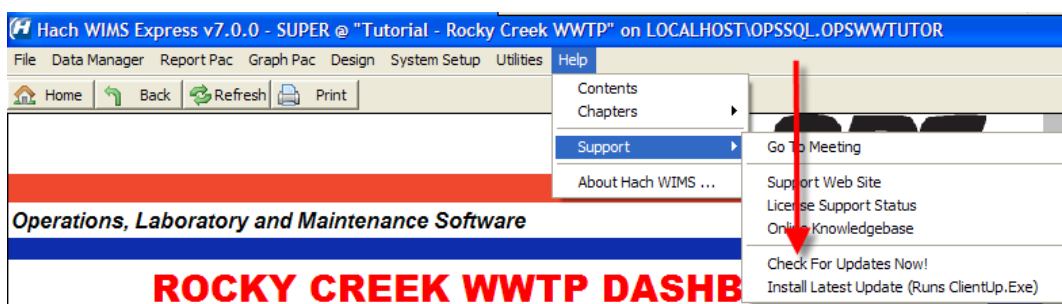 Hach WIMS Express v7.0.0 - SUPER @ "Tutorial - Rocky Creek WWTP" on LOCALHOST\OPSSQL.OPSWWTUTOR
File Data Manager Report Pac Graph Pac Design System Setup Utilities Help
Home Back Refresh Print
Contents
Chapters
Support
About Hach WIMS ...
Go To Meeting
Support Web Site
License Support Status
Online Knowledgebase
Check For Updates Now!
Install Latest Update (Runs ClientUp.Exe)
Operations, Laboratory and Maintenance Software
ROCKY CREEK WWTP DASHB